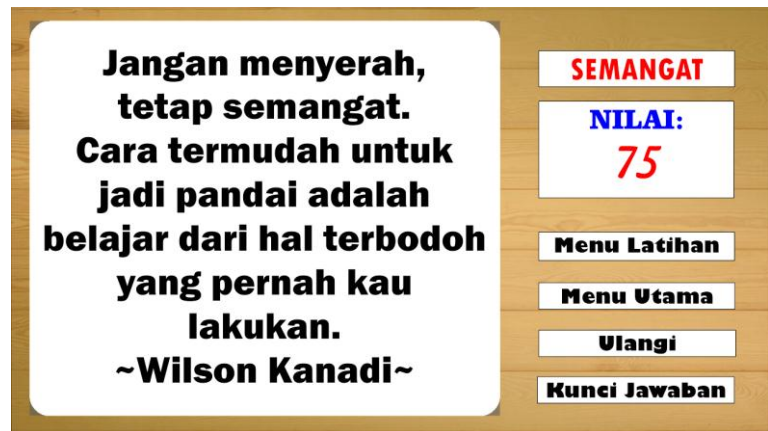 Jangan menyerah,
tetap semangat.
Cara termudah untuk
jadi pandai adalah
belajar dari hal terbodoh
yang pernah kau
lakukan.
~Wilson Kanadi~
SEMANGAT
NILAI:
75
Menu Latihan
Menu Utama
Ulangi
Kunci Jawaban